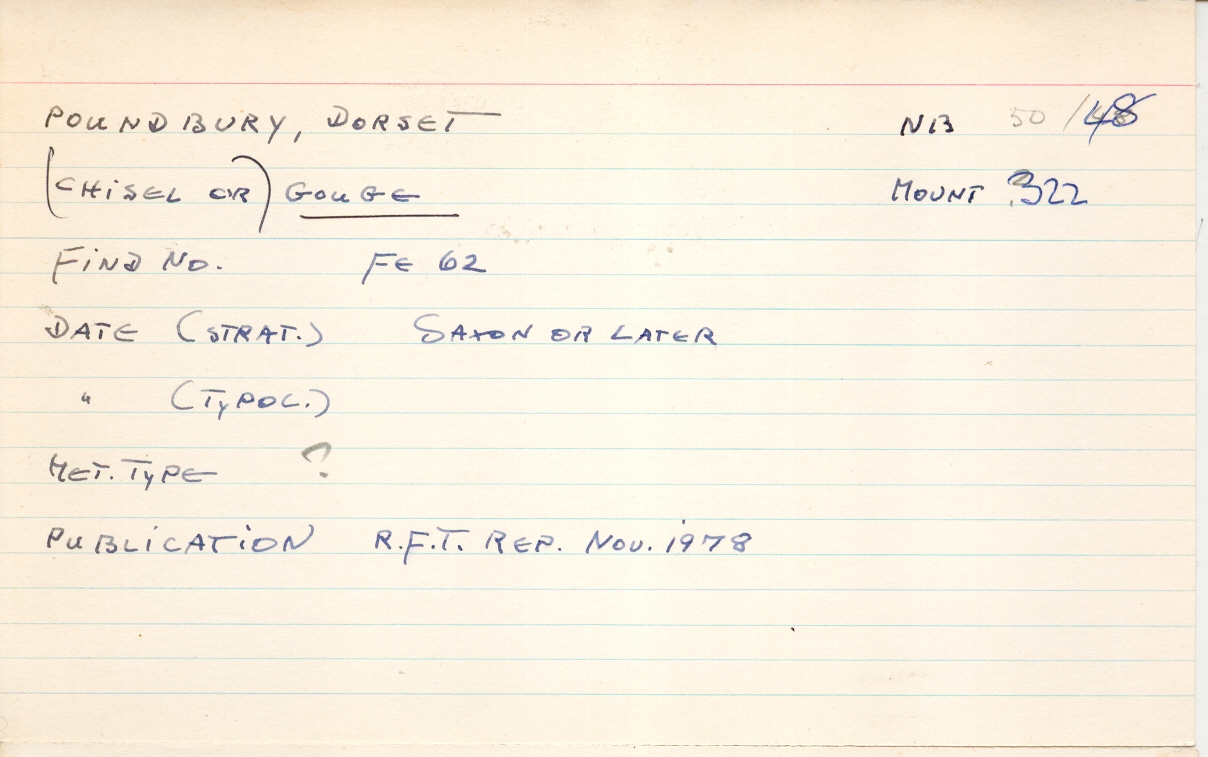 POUNDBURY, DORSET NB 50/48
(CHISEL OR) GOUGE MOUNT 322
FIND NO. FE 62
DATE (STRAT.) SAXON OR LATER
" (TYPOL.)
MET. TYPE ?
PUBLICATION R.F.T. REP. NOV. 1978